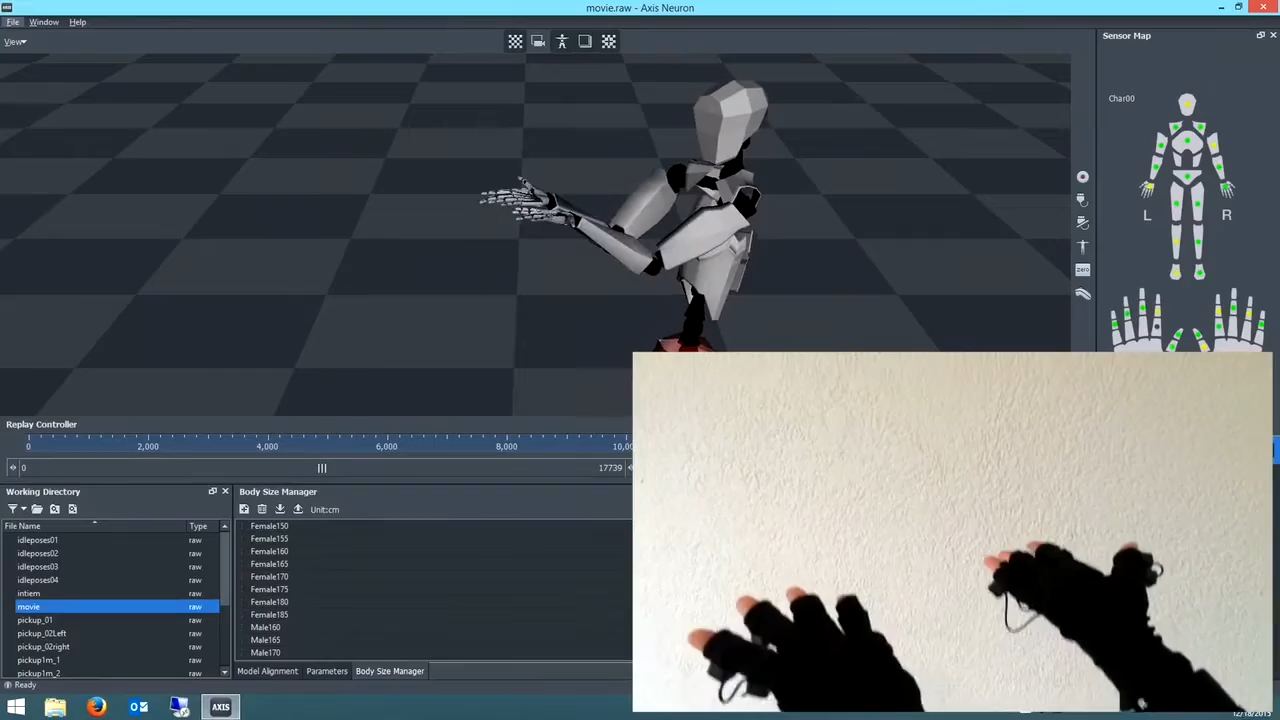 movie.raw - Axis Neuron
File Window Help
View
Sensor Map
Char00
L R
zero
Replay Controller
0 2,000 4,000 6,000 8,000
0 17739
Working Directory
File Name Type
idleposes01 raw
idleposes02 raw
idleposes03 raw
idleposes04 raw
intiem raw
movie raw
pickup_01 raw
pickup_02Left raw
pickup_02right raw
pickup1m_1 raw
pickup1m_2 raw
Body Size Manager
Unit:cm
Female150
Female155
Female160
Female165
Female170
Female175
Female180
Female185
Male160
Male165
Male170
Model Alignment Parameters Body Size Manager
Ready
AXIS